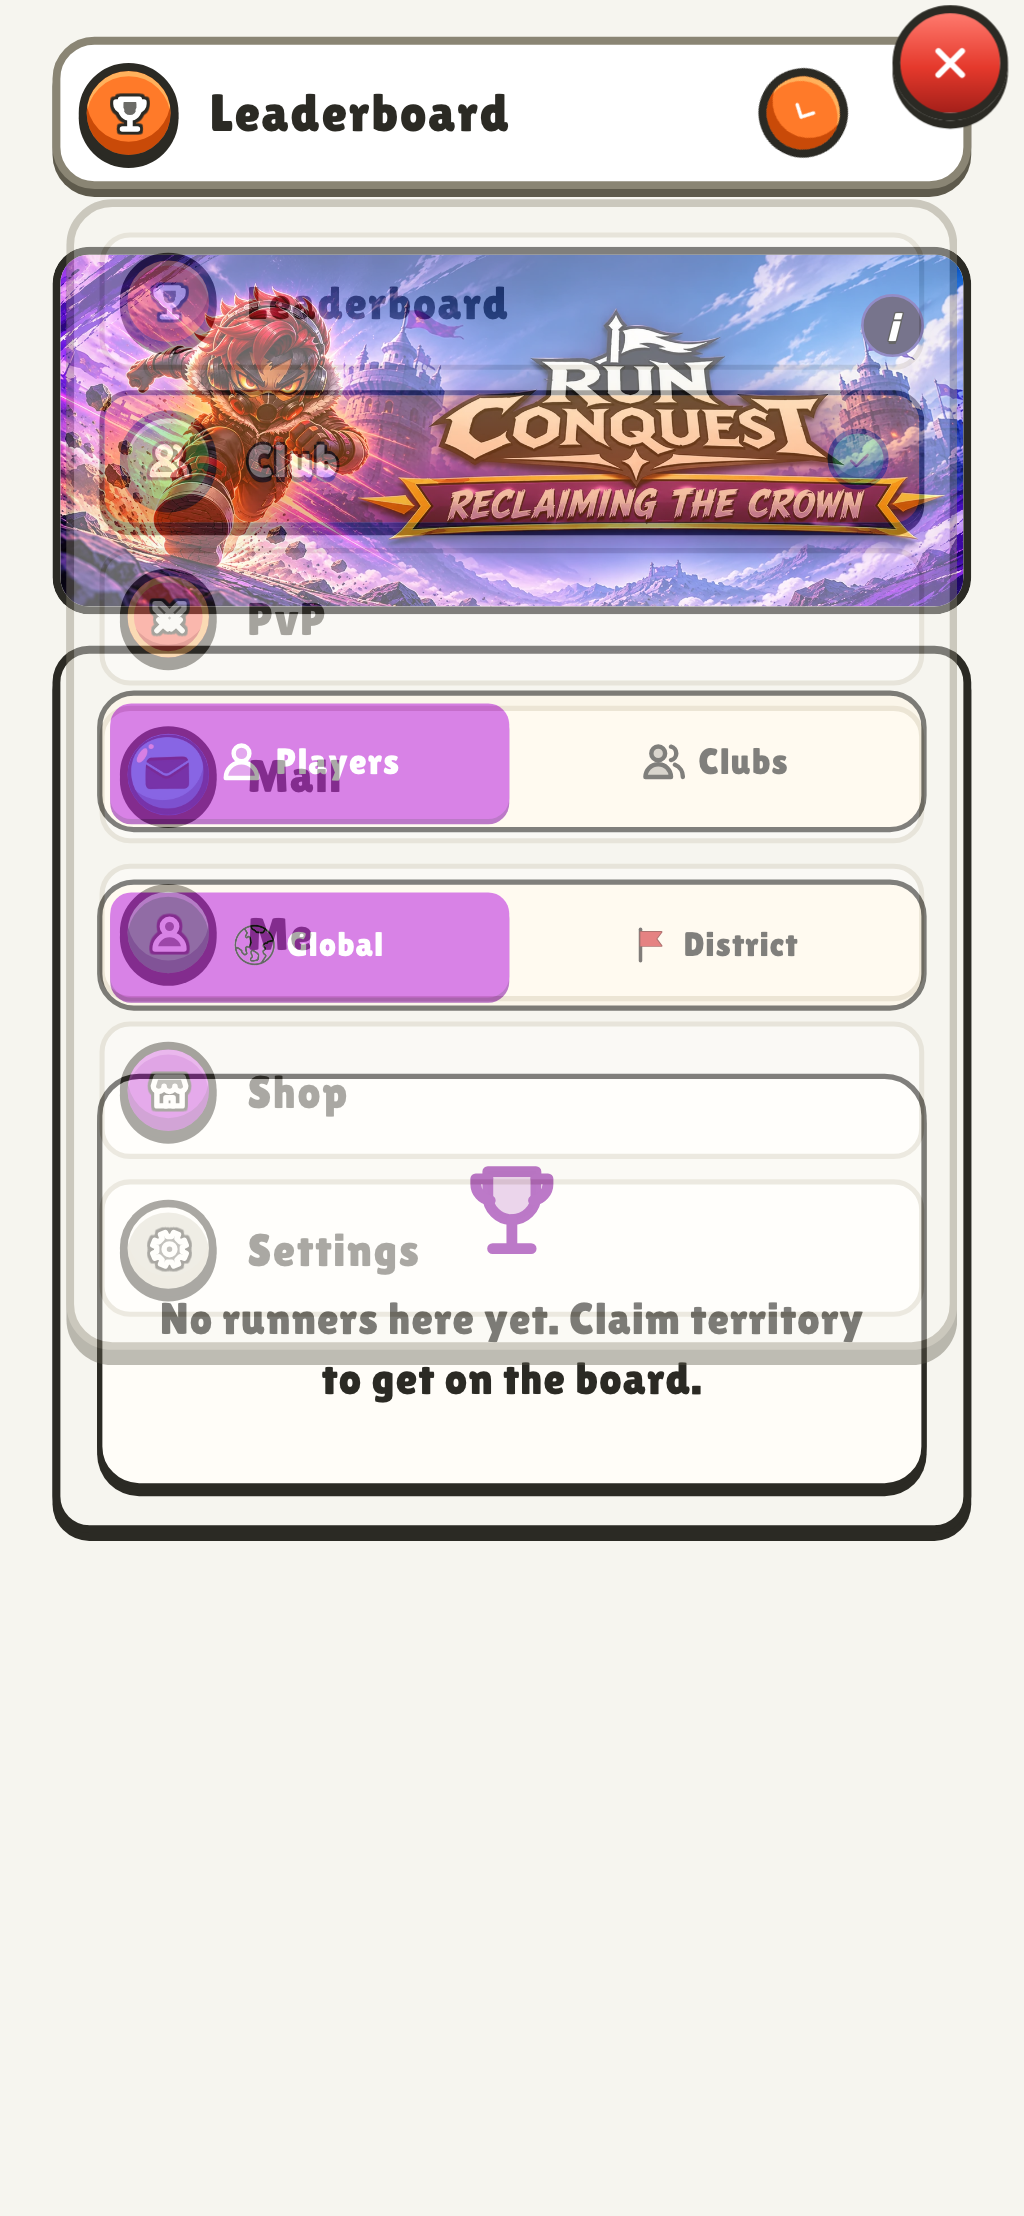 Leaderboard
Leaderboard
i
RUN
CONQUEST
Club
RECLAIMING THE CROWN
PvP
Mail
Players
Clubs
Me
Global
District
Shop
Settings
No runners here yet. Claim territory
to get on the board.